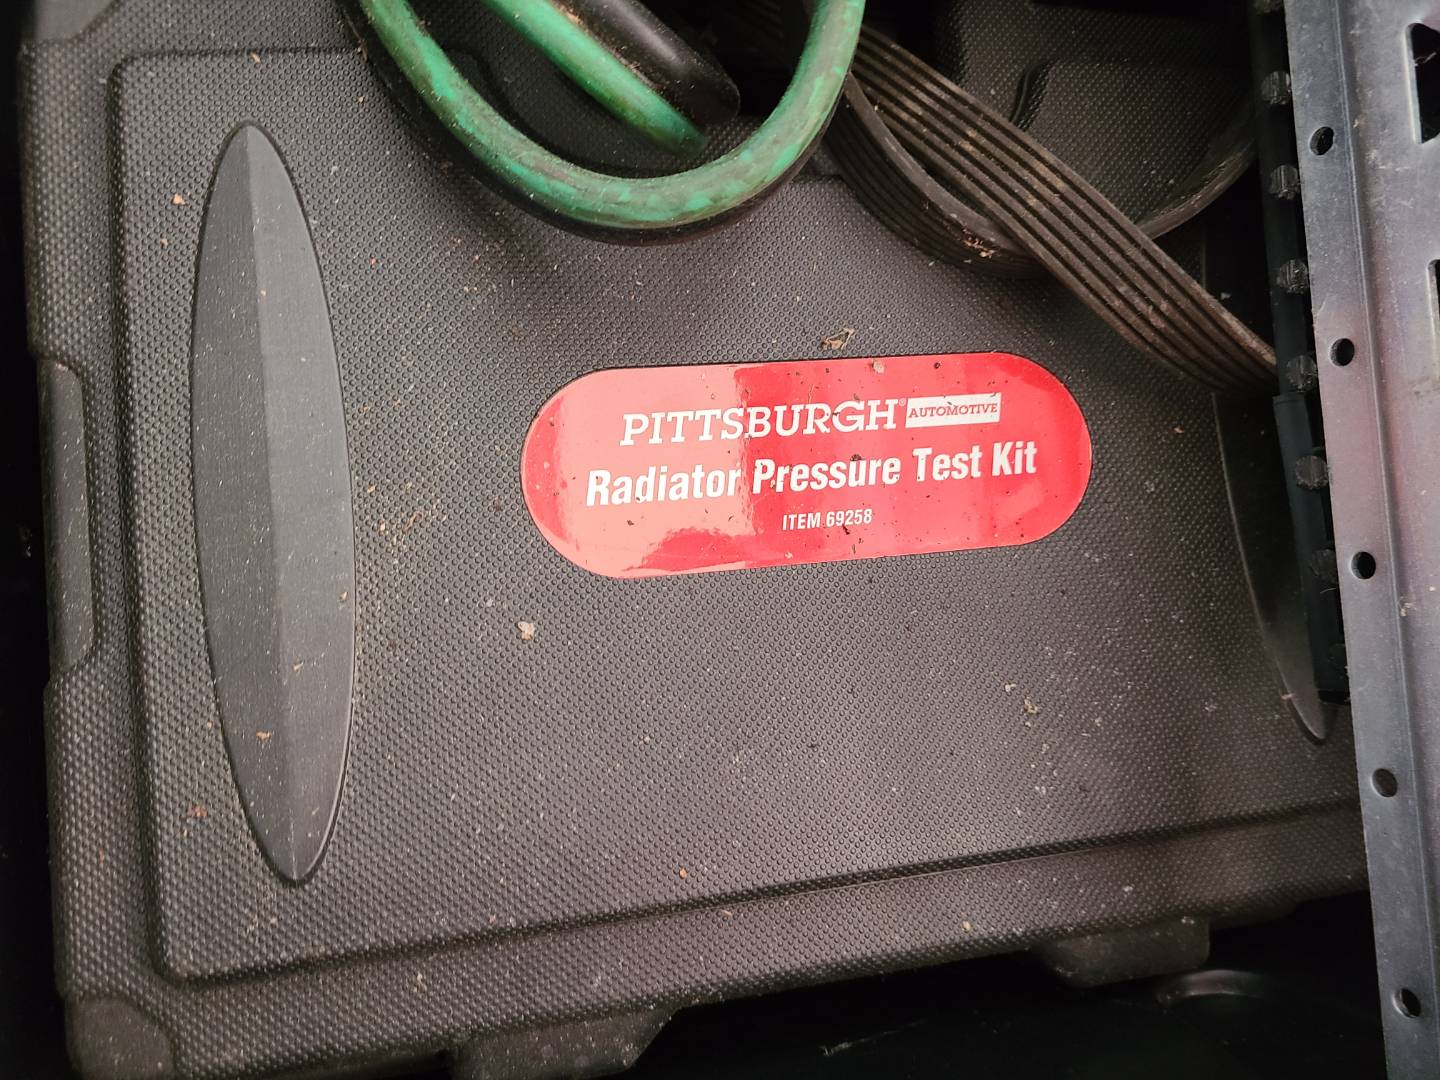 PITTSBURGH® AUTOMOTIVE
Radiator Pressure Test Kit
ITEM 69258